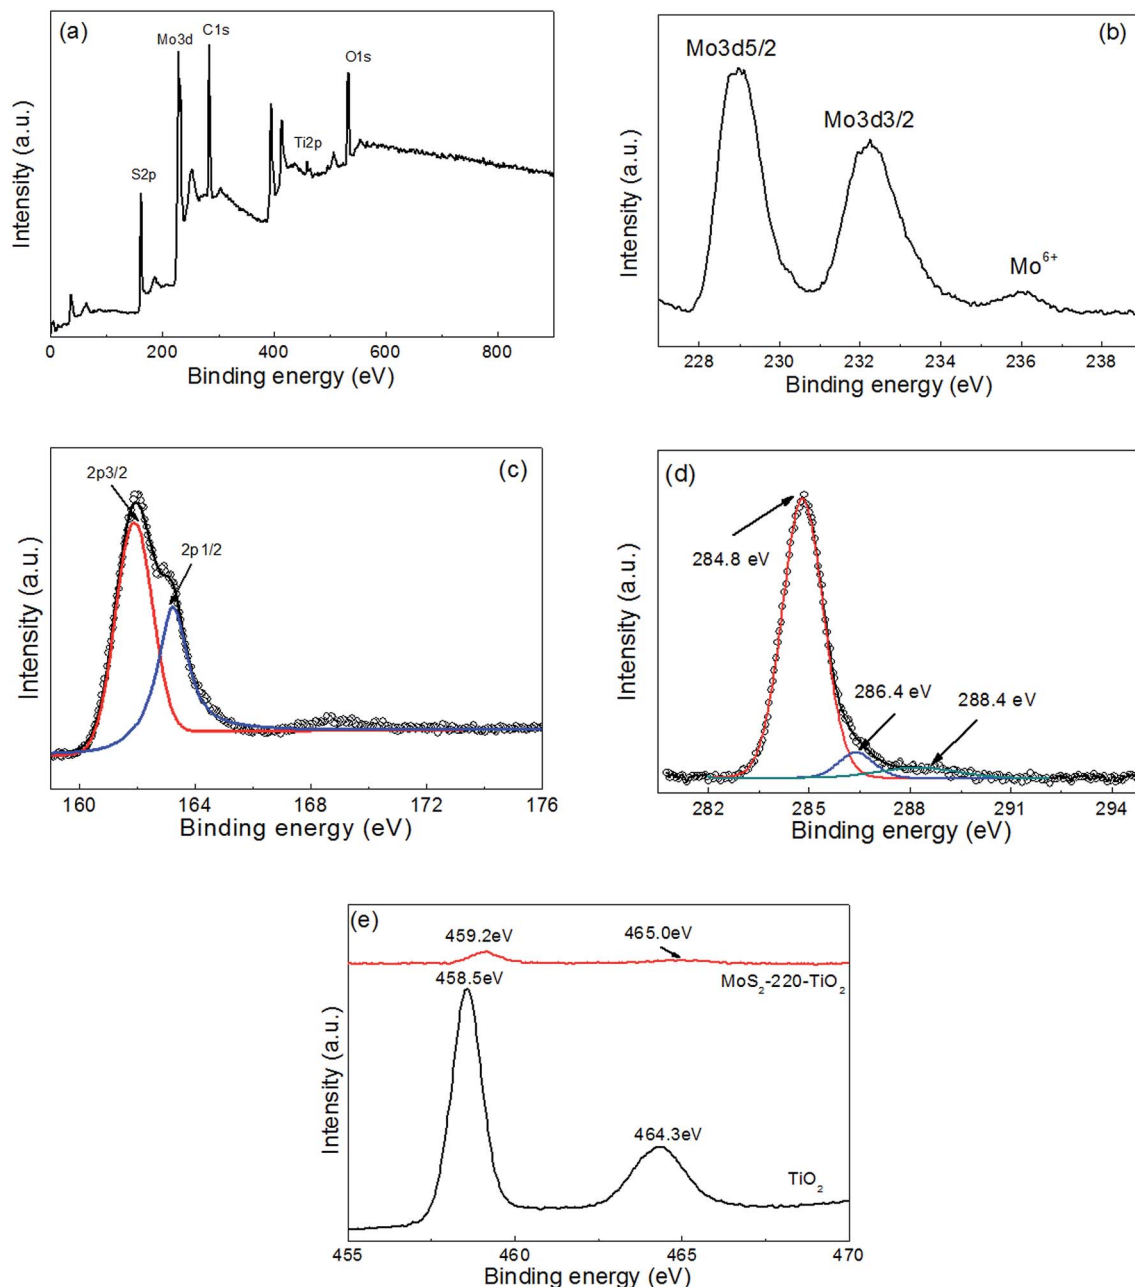 (a)
C1s
Mo3d
O1s
Ti2p
S2p
Intensity (a.u.)
0 200 400 600 800
Binding energy (eV)
(b)
Mo3d5/2
Mo3d3/2
Mo⁶⁺
Intensity (a.u.)
228 230 232 234 236 238
Binding energy (eV)
(c)
2p3/2
2p1/2
Intensity (a.u.)
160 164 168 172 176
Binding energy (eV)
(d)
284.8 eV
286.4 eV
288.4 eV
Intensity (a.u.)
282 285 288 291 294
Binding energy (eV)
(e)
459.2eV 465.0eV
458.5eV
MoS₂-220-TiO₂
464.3eV
TiO₂
Intensity (a.u.)
455 460 465 470
Binding energy (eV)